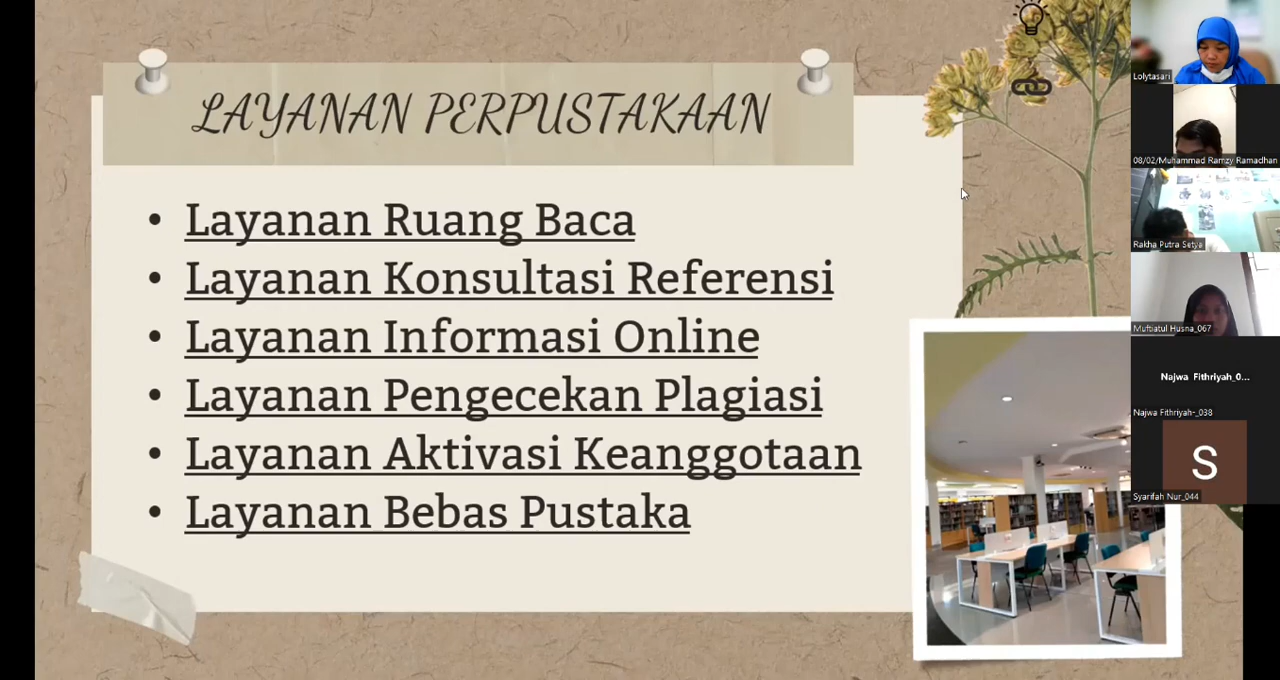 LAYANAN PERPUSTAKAAN
• Layanan Ruang Baca
• Layanan Konsultasi Referensi
• Layanan Informasi Online
• Layanan Pengecekan Plagiasi
• Layanan Aktivasi Keanggotaan
• Layanan Bebas Pustaka
Lolytasari
08/02/Muhammad Ramzy Ramadhan
Rakha Putra Setya
Muftiatul Husna_067
Najwa Fithriyah_0...
Najwa Fithriyah-_038
S
Syarifah Nur_044